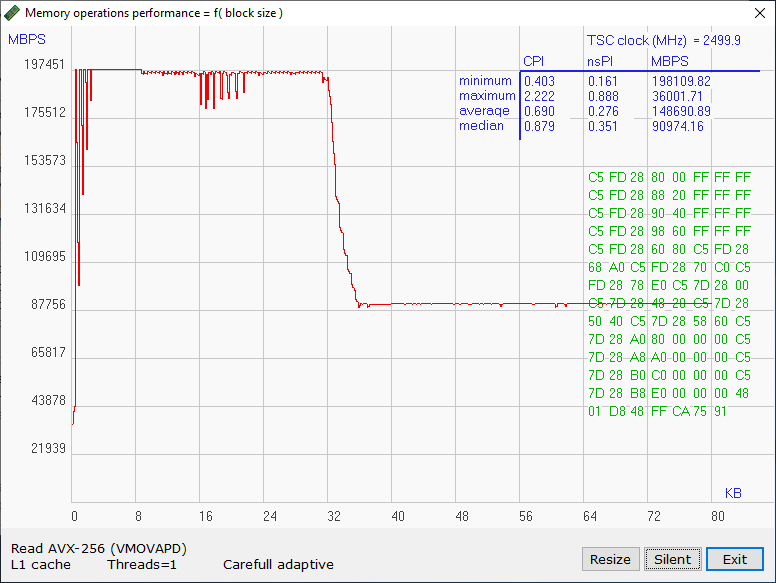 Memory operations performance = f( block size )
MBPS
TSC clock (MHz) = 2499.9
CPI nsPI MBPS
minimum 0.403 0.161 198109.82
maximum 2.222 0.888 36001.71
average 0.690 0.276 148690.89
median 0.879 0.351 90974.16
197451
175512
153573
131634
109695
87756
65817
43878
21939
C5 FD 28 80 00 FF FF FF
C5 FD 28 88 20 FF FF FF
C5 FD 28 90 40 FF FF FF
C5 FD 28 98 60 FF FF FF
C5 FD 28 60 80 C5 FD 28
68 A0 C5 FD 28 70 C0 C5
FD 28 78 E0 C5 7D 28 00
C5 7D 28 48 20 C5 7D 28
50 40 C5 7D 28 58 60 C5
7D 28 A0 80 00 00 00 C5
7D 28 A8 A0 00 00 00 C5
7D 28 B0 C0 00 00 00 C5
7D 28 B8 E0 00 00 00 48
01 D8 48 FF CA 75 91
KB
0 8 16 24 32 40 48 56 64 72 80
Read AVX-256 (VMOVAPD)
L1 cache Threads=1 Carefull adaptive
Resize Silent Exit